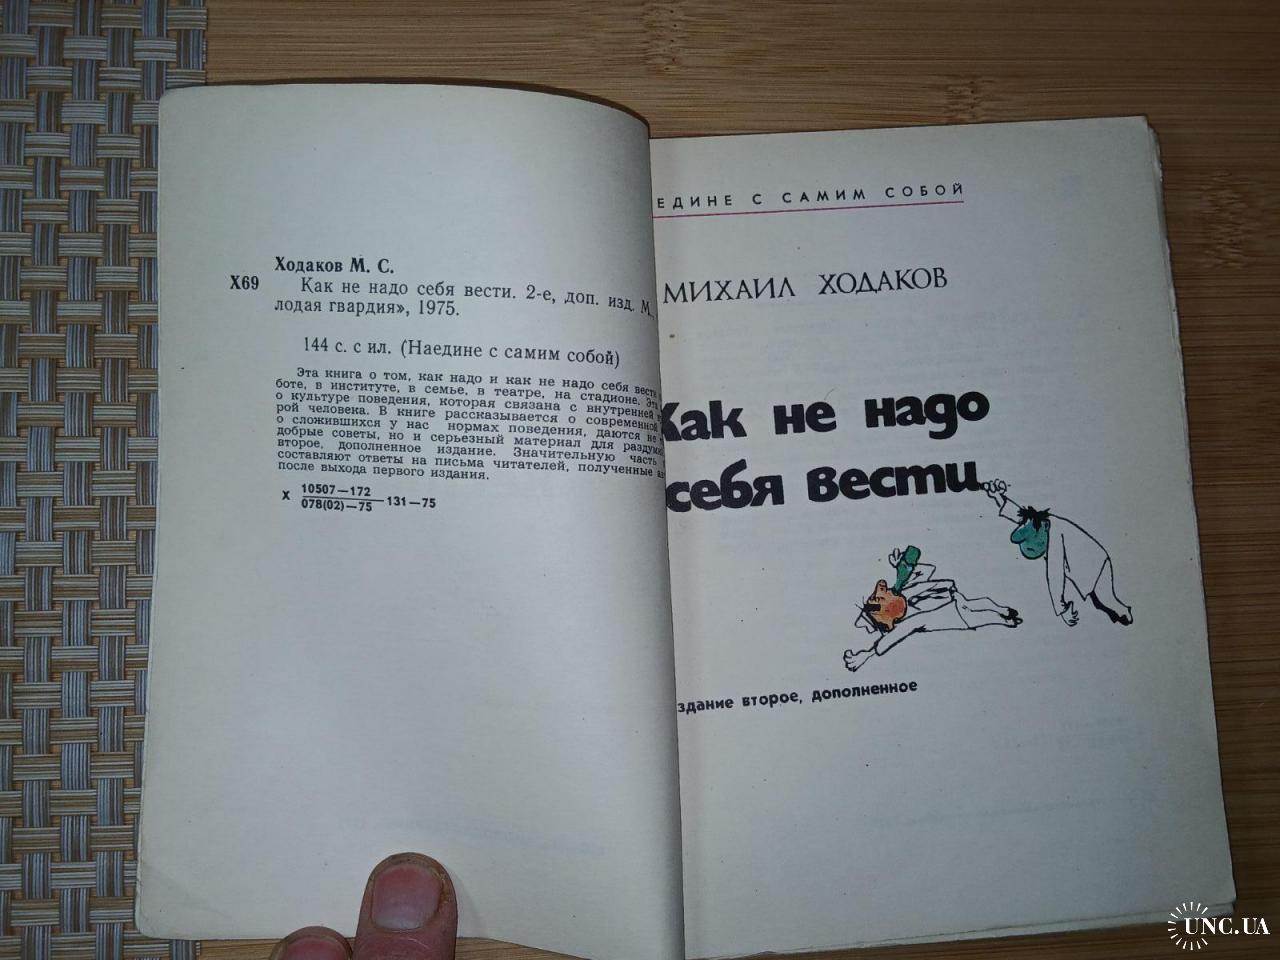 Ходаков М. С.
Х69
Как не надо себя вести. 2-е, доп. изд. М.,
лодая гвардия», 1975.
144 с. с ил. (Наедине с самим собой)
Эта книга о том, как надо и как не надо себя вести
боте, в институте, в семье, в театре, на стадионе. Эта
о культуре поведения, которая связана с внутренней
рой человека. В книге рассказывается о современной
о сложившихся у нас нормах поведения, даются не
добрые советы, но и серьезный материал для
второе, дополненное издание. Значительную часть
составляют ответы на письма читателей, полученные
после выхода первого издания.
Х 10507—172
078(02)—75 131—75
ЕДИНЕ С САМИМ СОБОЙ
МИХАИЛ ХОДАКОВ
Как не надо
себя вести
здание второе, дополненное
UNC.UA